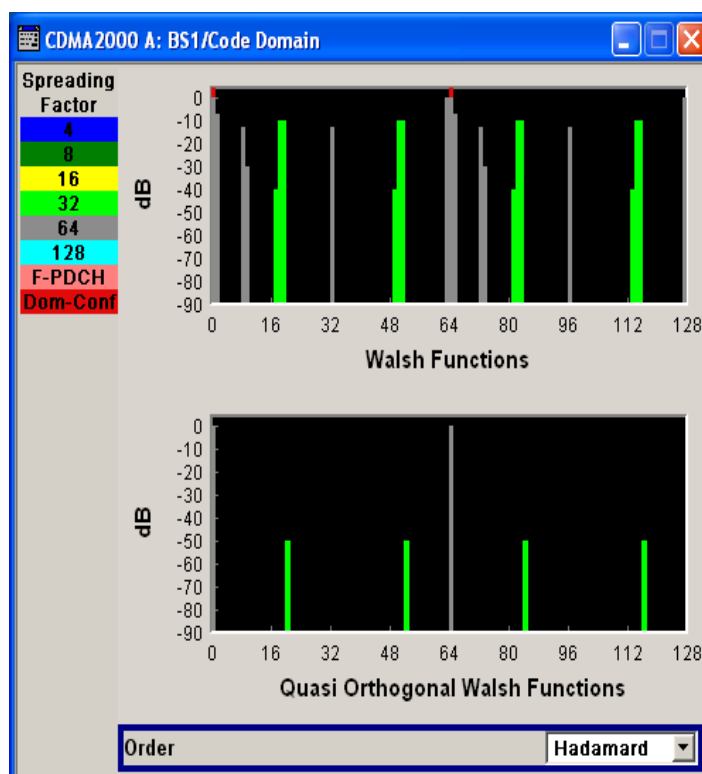 CDMA2000 A: BS1/Code Domain
Spreading
Factor
4
8
16
32
64
128
F-PDCH
Dom-Conf
dB
0
-10
-20
-30
-40
-50
-60
-70
-80
-90
0 16 32 48 64 80 96 112 128
Walsh Functions
dB
0
-10
-20
-30
-40
-50
-60
-70
-80
-90
0 16 32 48 64 80 96 112 128
Quasi Orthogonal Walsh Functions
Order Hadamard